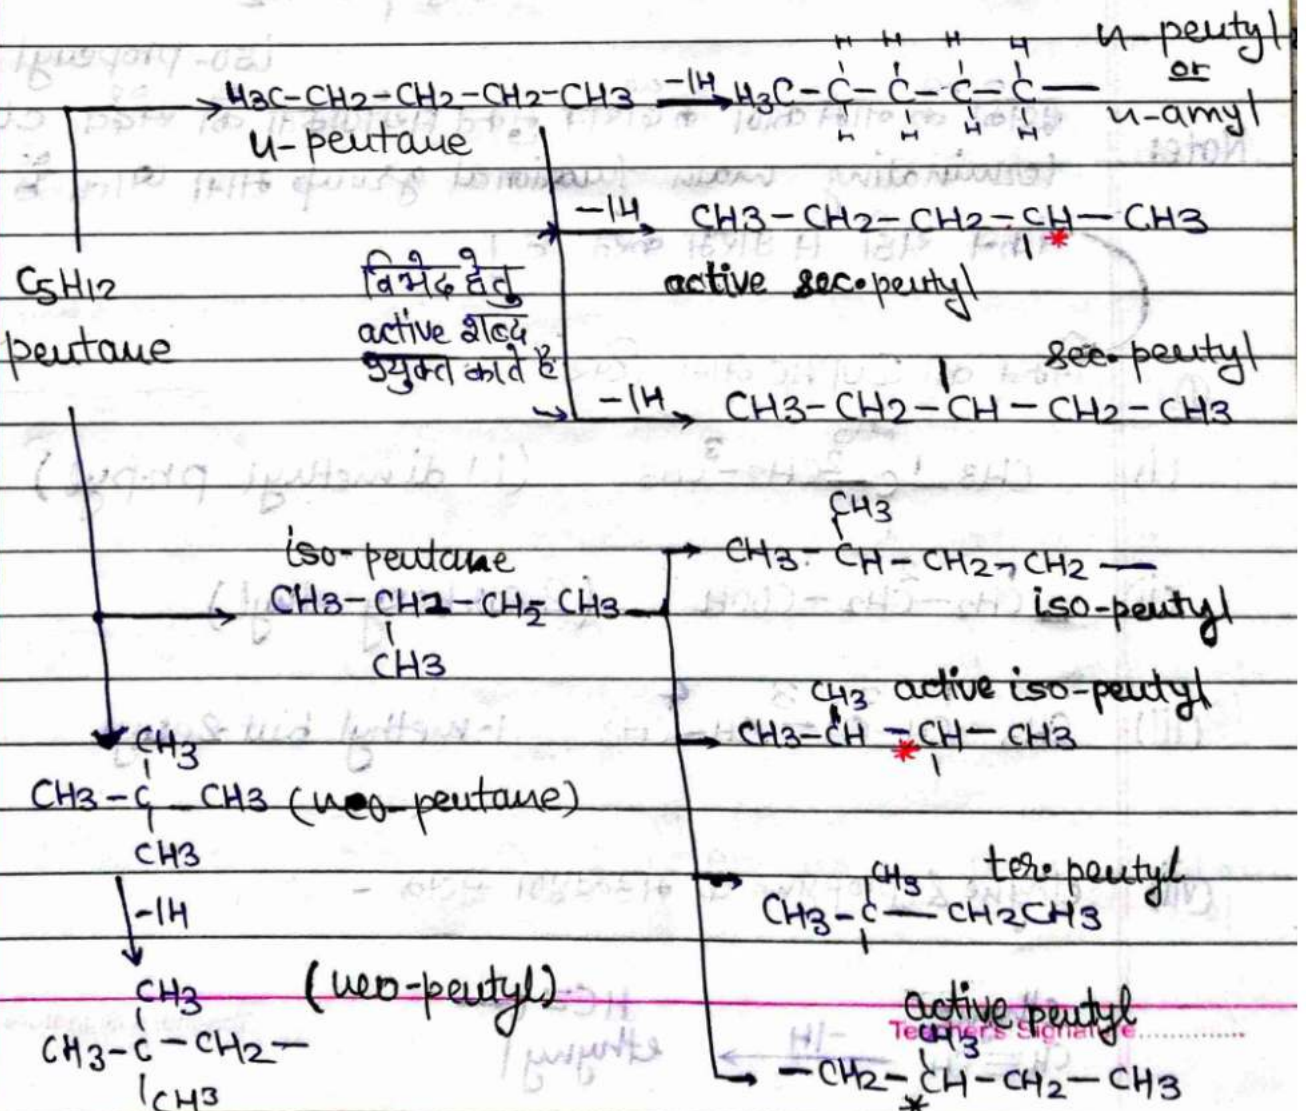 H3C-CH2-CH2-CH2-CH3 -1H H3C-C-C-C-C-
H H H H
H H H H
n-pentane
n-pentyl
or
n-amyl
-1H CH3-CH2-CH2-CH-CH3
*
active sec.pentyl
C5H12
pentane
विभेद हेतु
active शब्द
प्रयुक्त काते है
sec.pentyl
-1H CH3-CH2-CH-CH2-CH3
iso-pentane
CH3-CH2-CH2-CH3
CH3
CH3
CH3-CH-CH2-CH2-
iso-pentyl
CH3 active iso-pentyl
CH3-CH-CH-CH3
*
CH3
CH3-C-CH3 (neo-pentane)
CH3
-1H
ter.pentyl
CH3
CH3-C-CH2CH3
CH3 (neo-pentyl)
CH3-C-CH2-
CH3
active pentyl
Teacher's Signature..............
CH3
-CH2-CH-CH2-CH3
*